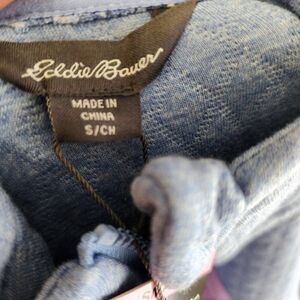 Eddie Bauer
MADE IN
CHINA
S/CH